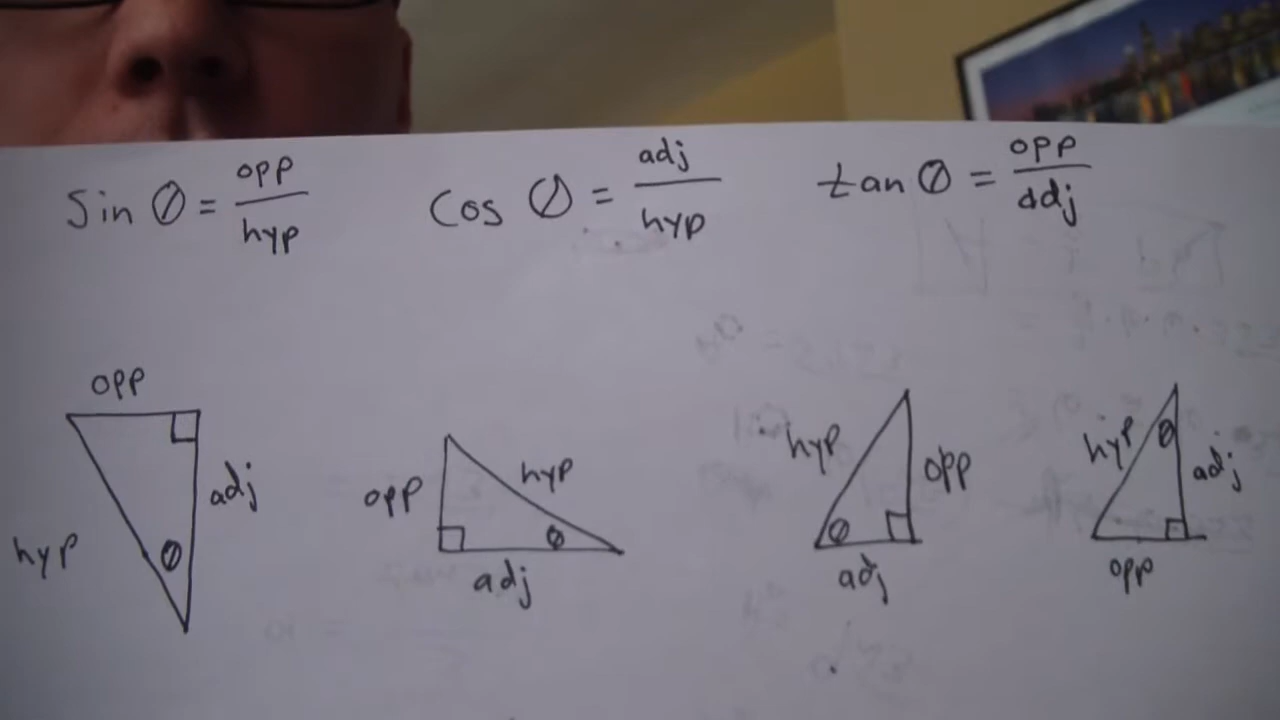 Sin θ = opp/hyp cos θ = adj/hyp tan θ = opp/adj
opp
adj
hyp
θ
opp
hyp
adj
θ
hyp
opp
adj
θ
hyp
adj
opp
θ